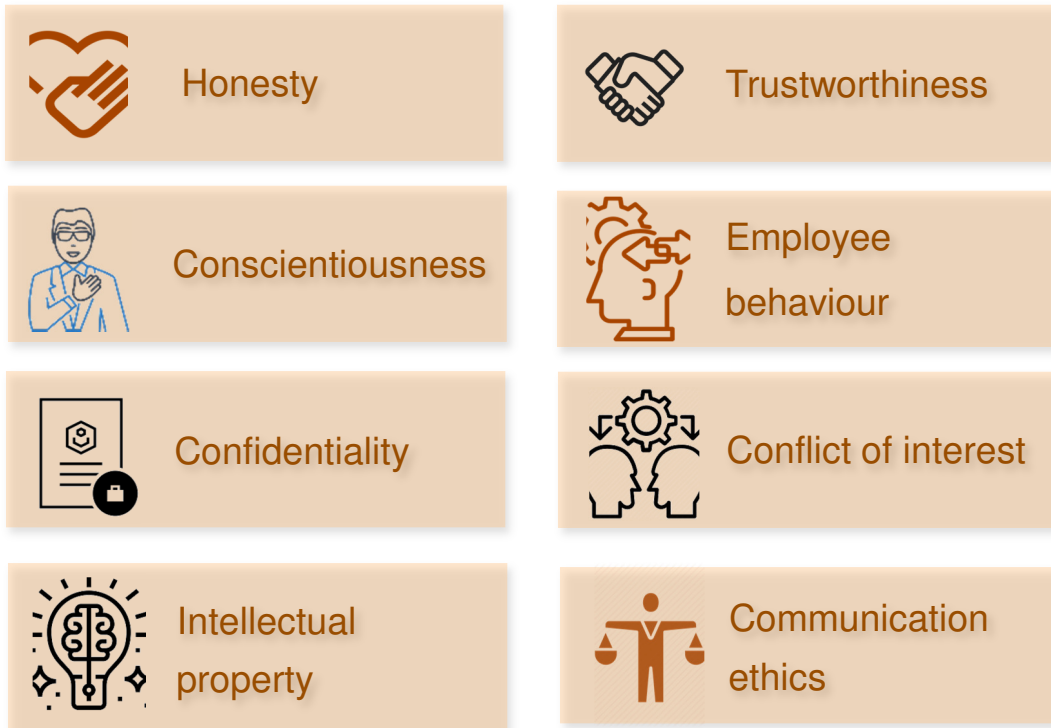 Honesty
Trustworthiness
Conscientiousness
Employee
behaviour
Confidentiality
Conflict of interest
Intellectual
property
Communication
ethics